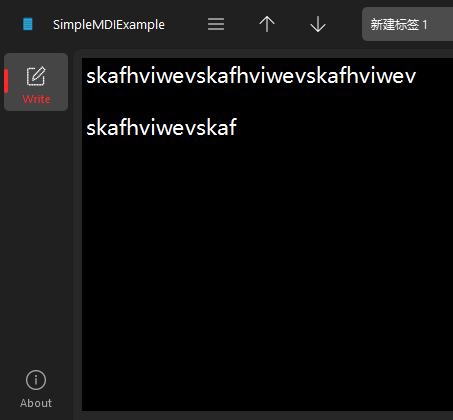 SimpleMDIExample
新建标签 1
Write
skafhviwevskafhviwevskafhviwev
skafhviwevskaf
About